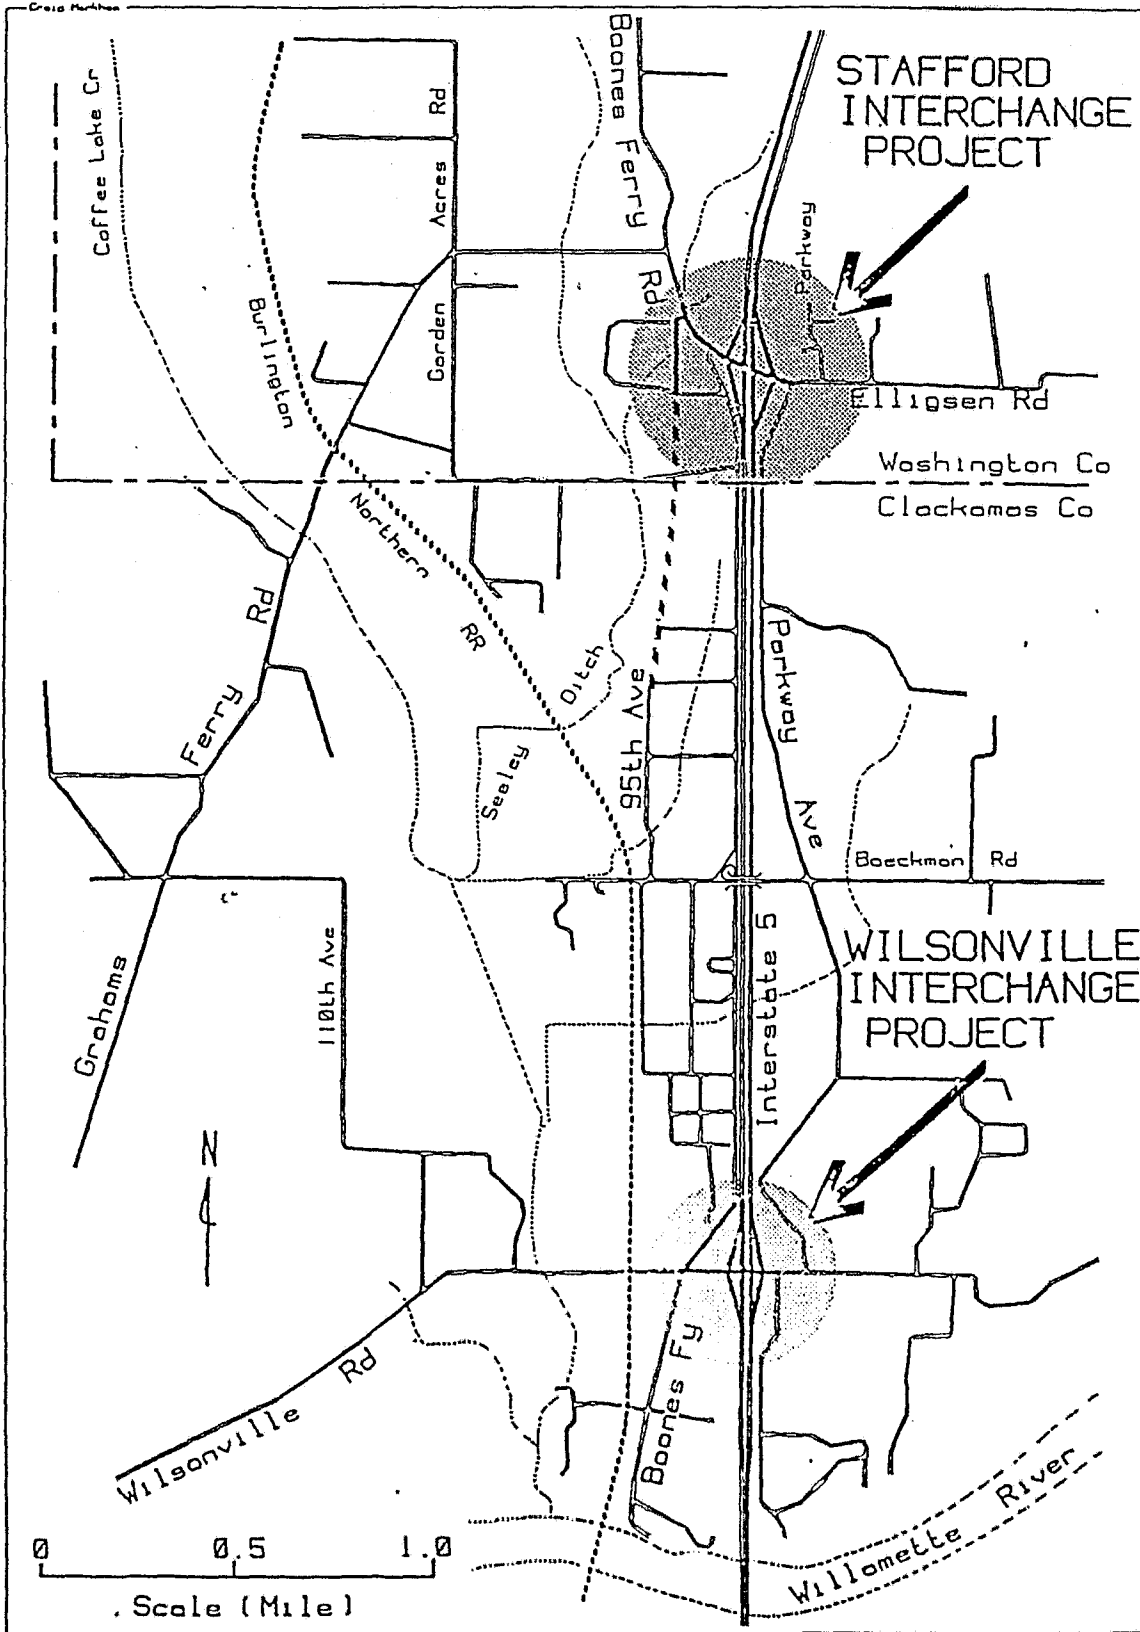 Craig Markham
STAFFORD
INTERCHANGE
PROJECT
Coffee Lake Cr
Garden Acres Rd
Boones Ferry Rd
Parkway
Burlington Northern RR
Elligsen Rd
Washington Co
Clackamas Co
Grahams Ferry Rd
Seeley Ditch
95th Ave
Parkway Ave
Boeckman Rd
WILSONVILLE
INTERCHANGE
PROJECT
110th Ave
Interstate 5
N
Wilsonville Rd
Boones Fy
Willamette River
0 0.5 1.0
Scale (Mile)